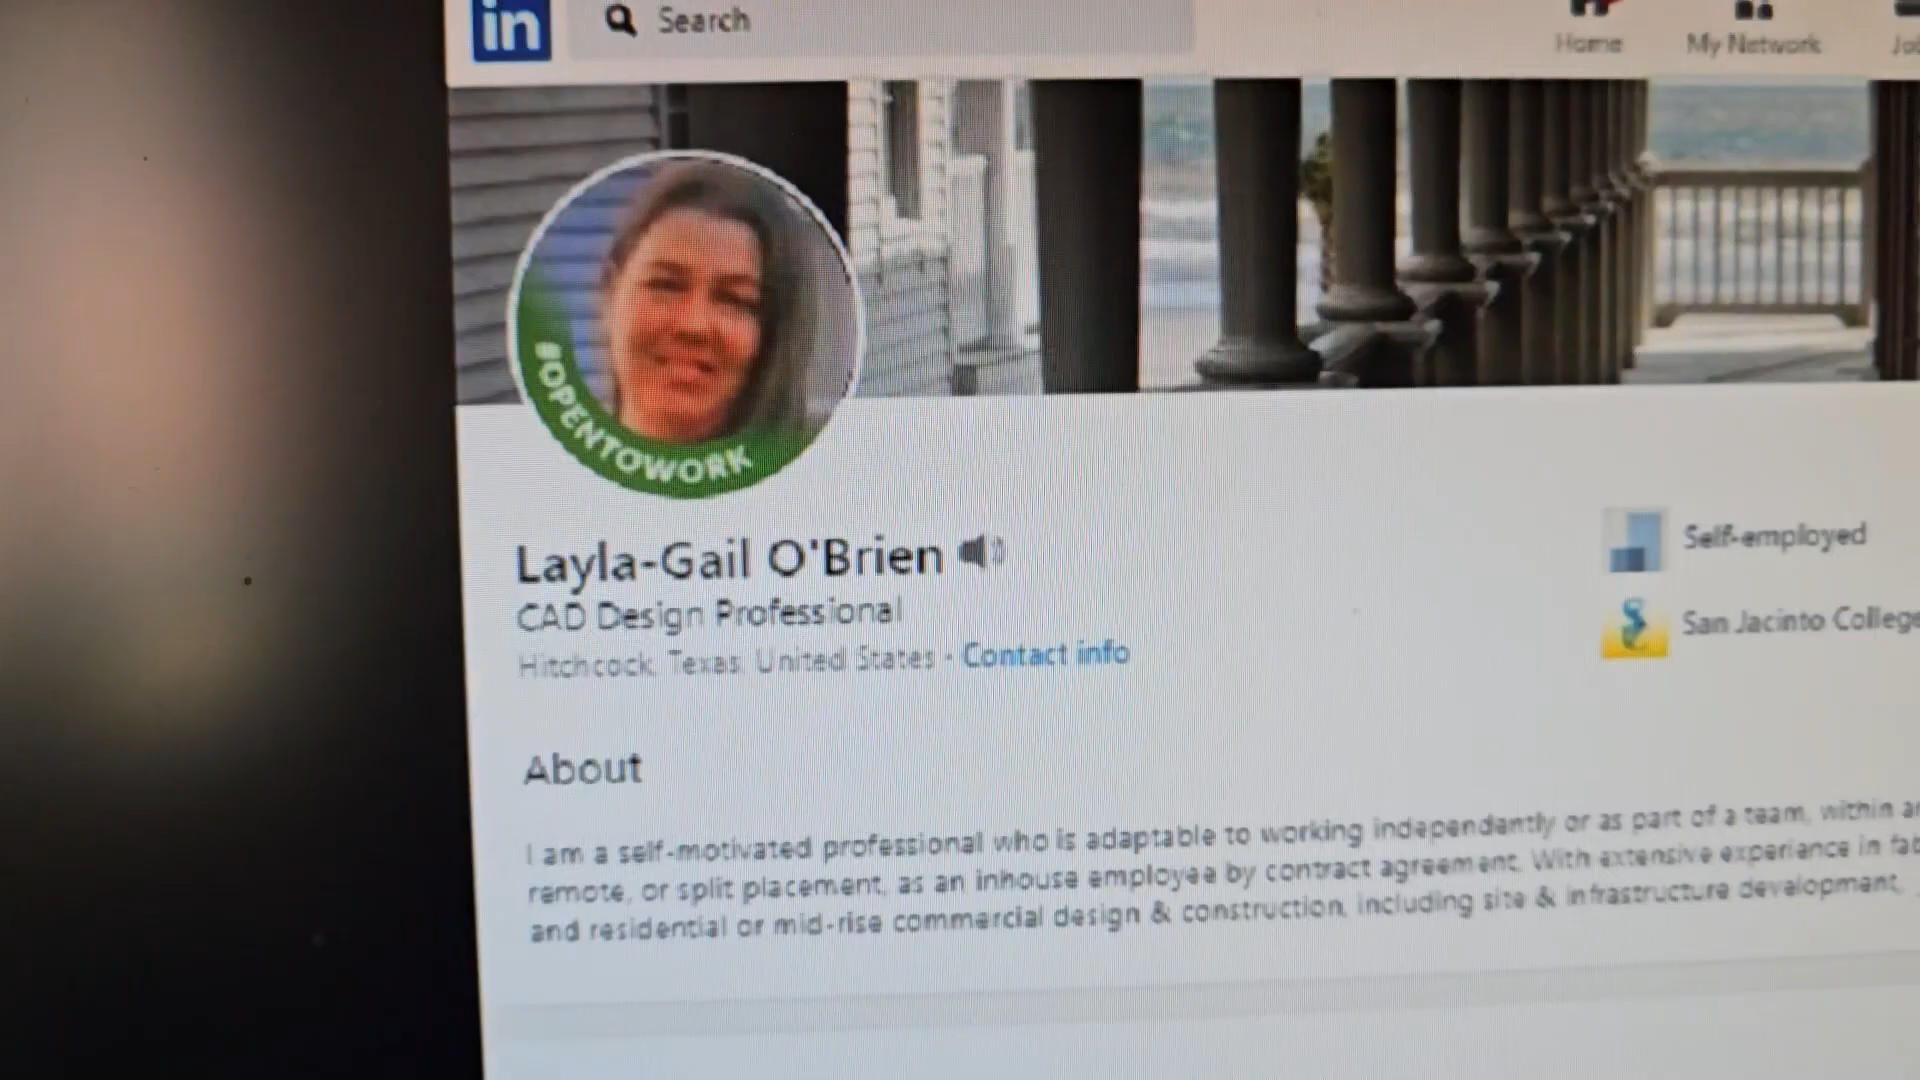 in
Search
Home
My Network
#OPENTOWORK
Layla-Gail O'Brien
CAD Design Professional
Hitchcock, Texas, United States · Contact info
Self-employed
San Jacinto College
About
I am a self-motivated professional who is adaptable to working independently or as part of a team, within
remote, or split placement, as an inhouse employee by contract agreement. With extensive experience in
and residential or mid-rise commercial design & construction, including site & infrastructure development,